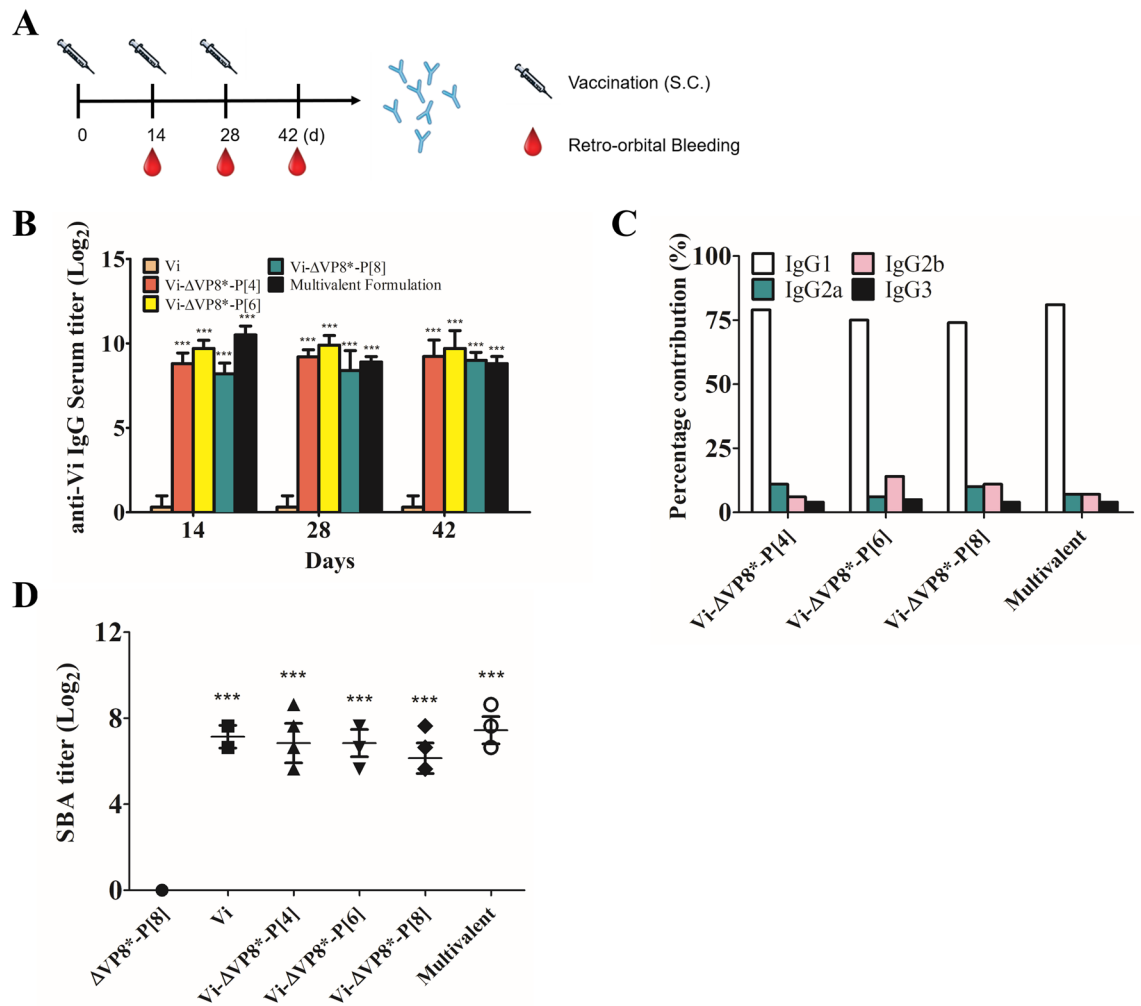 A
0 14 28 42 (d)
Vaccination (S.C.)
Retro-orbital Bleeding
B
anti-Vi IgG Serum titer (Log2)
15
10
5
0
Vi
Vi-ΔVP8*-P[4]
Vi-ΔVP8*-P[6]
Vi-ΔVP8*-P[8]
Multivalent Formulation
*** *** *** ***
*** *** *** ***
*** *** *** ***
14 28 42
Days
C
Percentage contribution (%)
100
75
50
25
0
IgG1
IgG2a
IgG2b
IgG3
Vi-ΔVP8*-P[4]
Vi-ΔVP8*-P[6]
Vi-ΔVP8*-P[8]
Multivalent
D
SBA titer (Log2)
12
8
4
0
*** *** *** *** ***
ΔVP8*-P[8]
Vi
Vi-ΔVP8*-P[4]
Vi-ΔVP8*-P[6]
Vi-ΔVP8*-P[8]
Multivalent